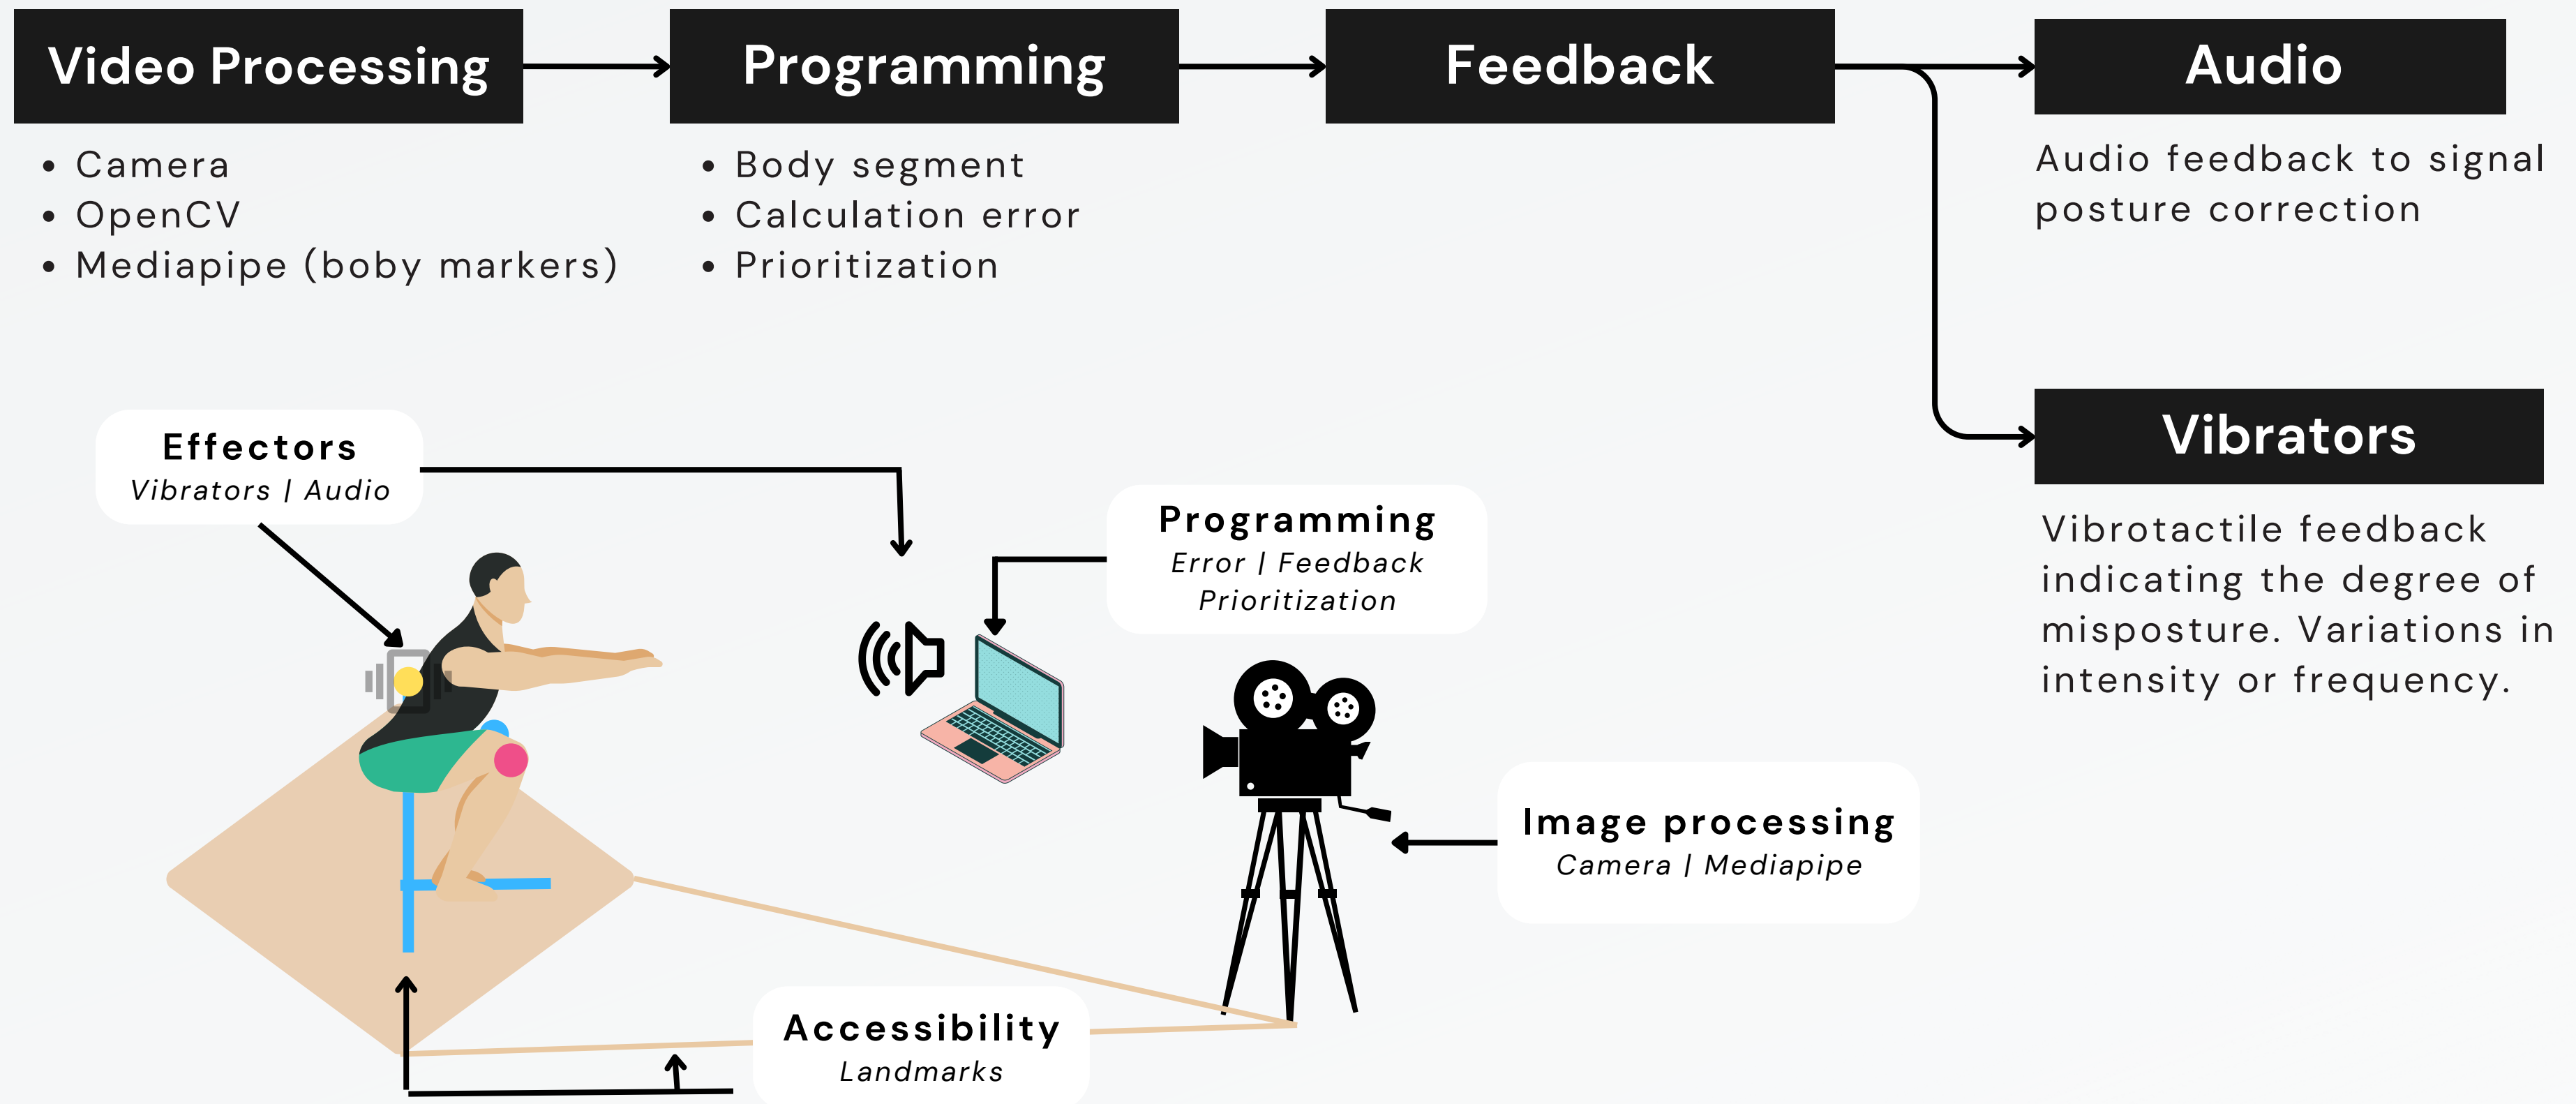 Video Processing
Programming
Feedback
Audio
• Camera
• OpenCV
• Mediapipe (boby markers)
• Body segment
• Calculation error
• Prioritization
Audio feedback to signal
posture correction
Vibrators
Vibrotactile feedback
indicating the degree of
misposture. Variations in
intensity or frequency.
Effectors
Vibrators | Audio
Programming
Error | Feedback
Prioritization
Image processing
Camera | Mediapipe
Accessibility
Landmarks